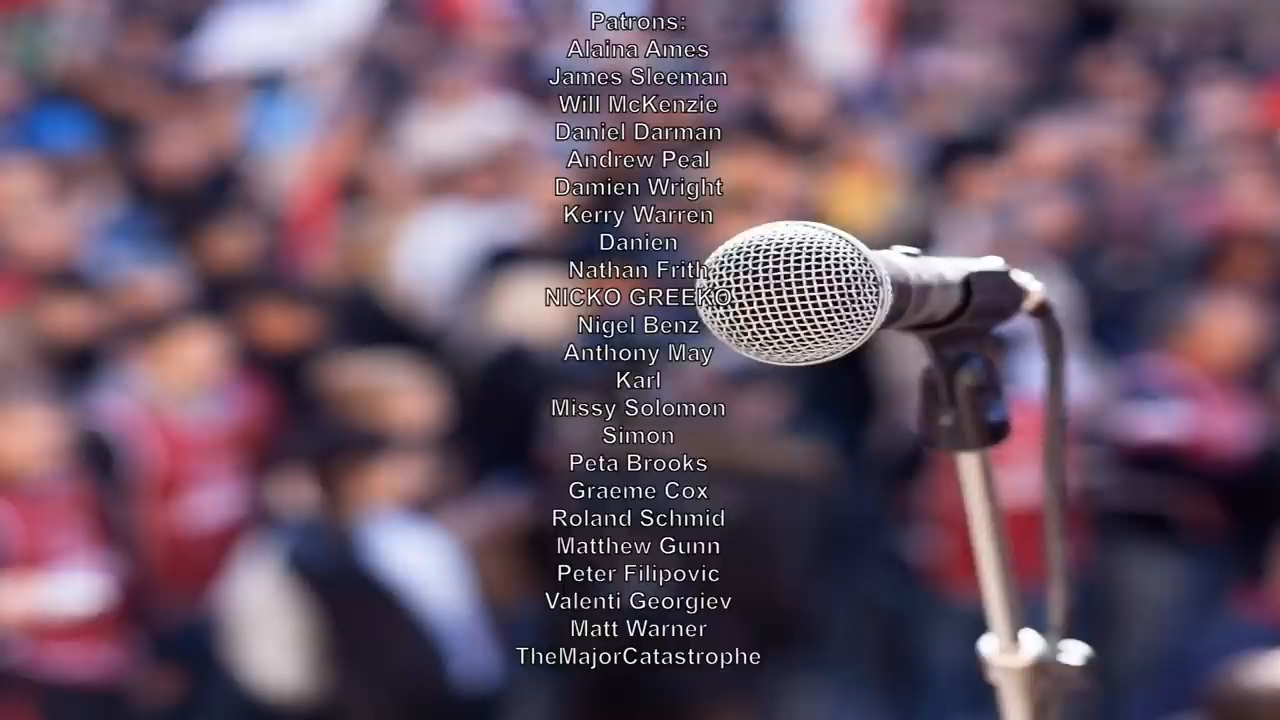 Patrons:
Alaina Ames
James Sleeman
Will McKenzie
Daniel Darman
Andrew Peal
Damien Wright
Kerry Warren
Danien
Nathan Frith
NICKO GREEKO
Nigel Benz
Anthony May
Karl
Missy Solomon
Simon
Peta Brooks
Graeme Cox
Roland Schmid
Matthew Gunn
Peter Filipovic
Valenti Georgiev
Matt Warner
TheMajorCatastrophe